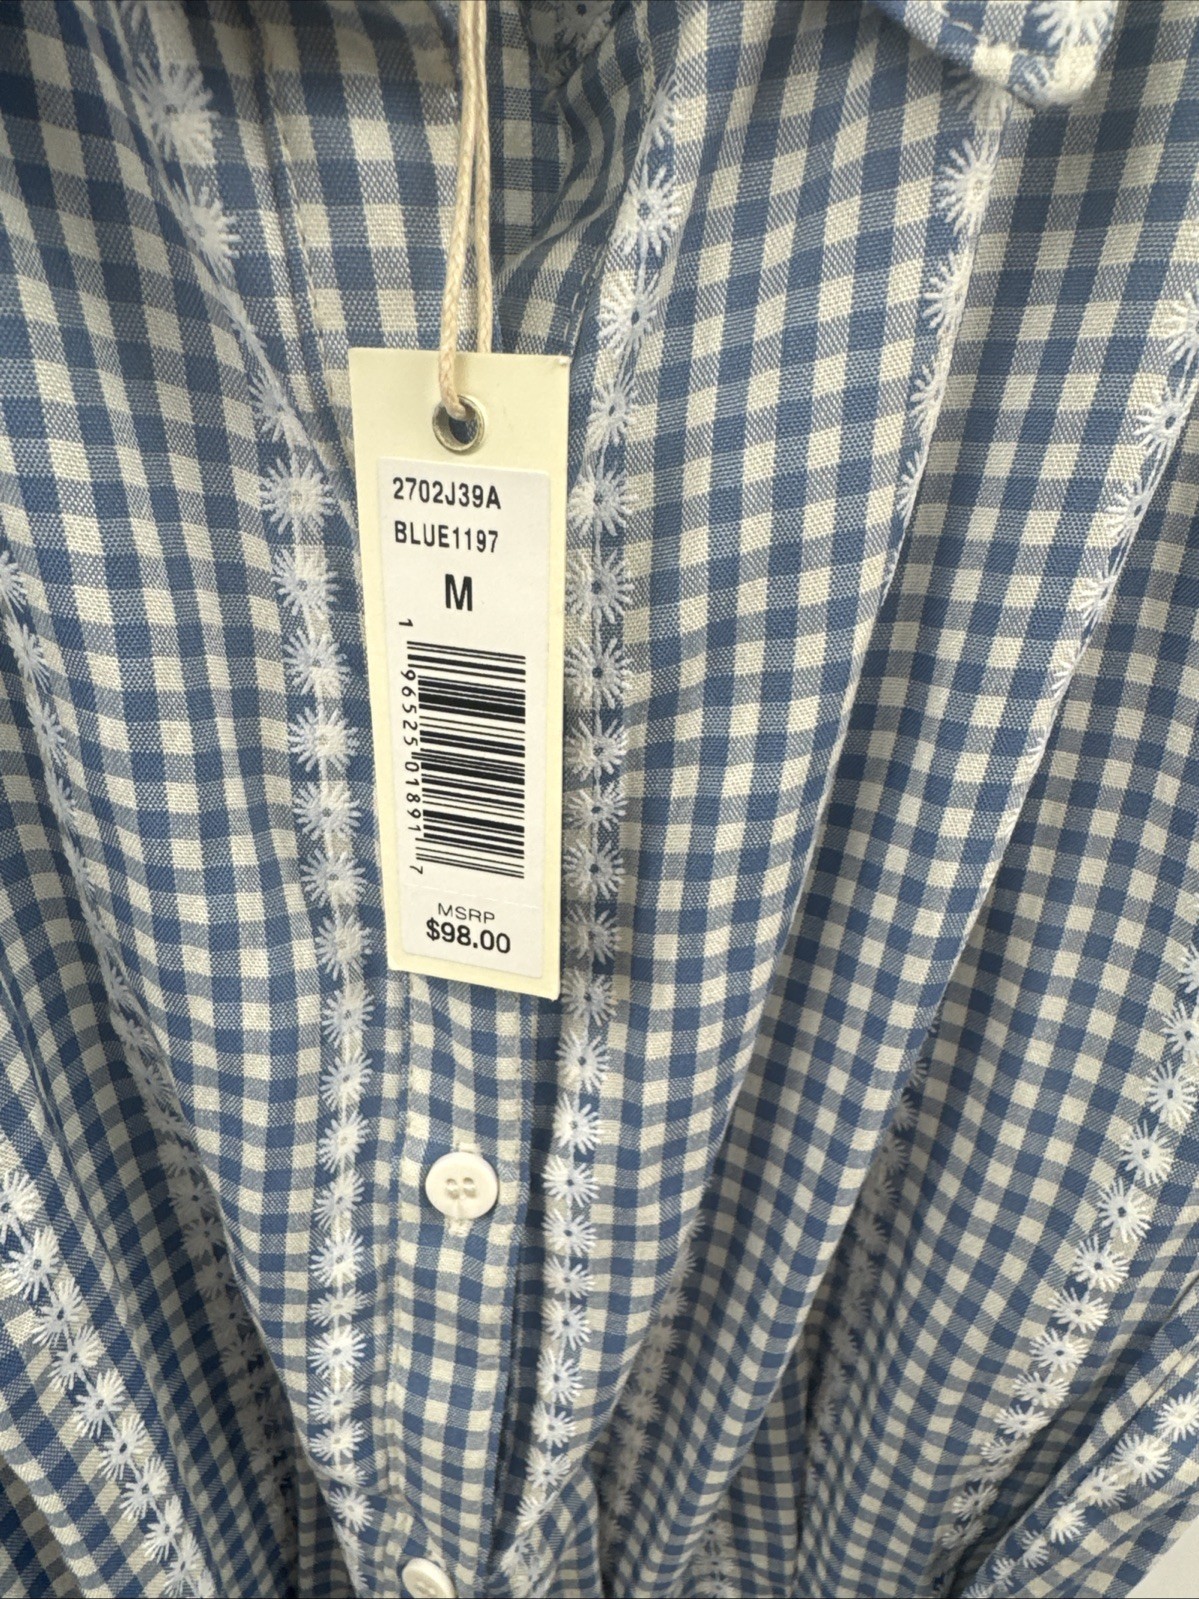 2702J39A
BLUE1197
M
1 96525 01891 7
MSRP
$98.00